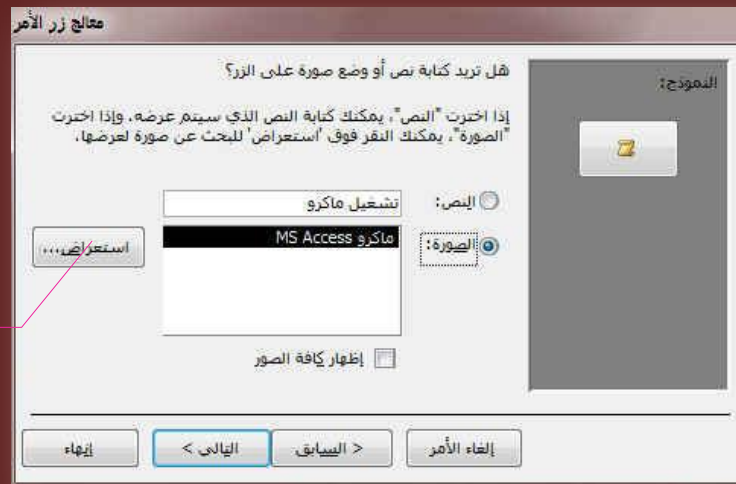 معالج زر الأمر
هل تريد كتابة نص أو وضع صورة على الزر؟
النموذج:
إذا اخترت "النص"، يمكنك كتابة النص الذي سيتم عرضه، وإذا اخترت
"الصورة"، يمكنك النقر فوق 'استعراض' للبحث عن صورة لعرضها.
النص:
تشغيل ماكرو
الصورة:
ماكرو MS Access
استعراض...
إظهار كافة الصور
إلغاء الأمر
< السابق
التالي >
إنهاء